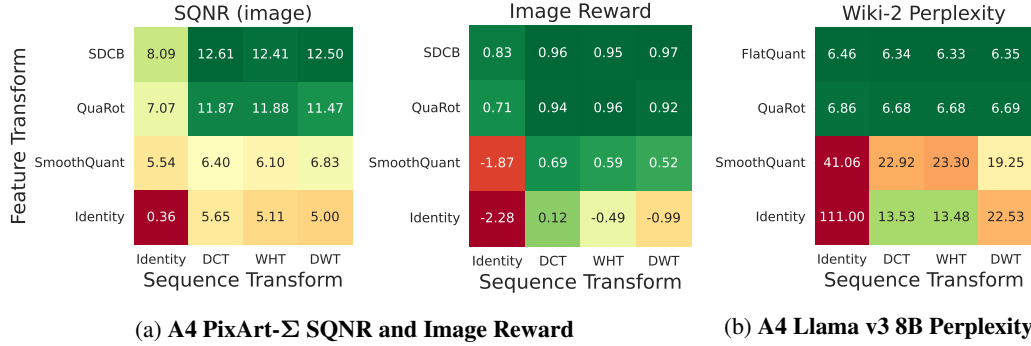 SQNR (image)
Feature Transform
SDCB 8.09 12.61 12.41 12.50
QuaRot 7.07 11.87 11.88 11.47
SmoothQuant 5.54 6.40 6.10 6.83
Identity 0.36 5.65 5.11 5.00
Identity DCT WHT DWT
Sequence Transform
Image Reward
SDCB 0.83 0.96 0.95 0.97
QuaRot 0.71 0.94 0.96 0.92
SmoothQuant -1.87 0.69 0.59 0.52
Identity -2.28 0.12 -0.49 -0.99
Identity DCT WHT DWT
Sequence Transform
(a) A4 PixArt-Σ SQNR and Image Reward
Wiki-2 Perplexity
FlatQuant 6.46 6.34 6.33 6.35
QuaRot 6.86 6.68 6.68 6.69
SmoothQuant 41.06 22.92 23.30 19.25
Identity 111.00 13.53 13.48 22.53
Identity DCT WHT DWT
Sequence Transform
(b) A4 Llama v3 8B Perplexity